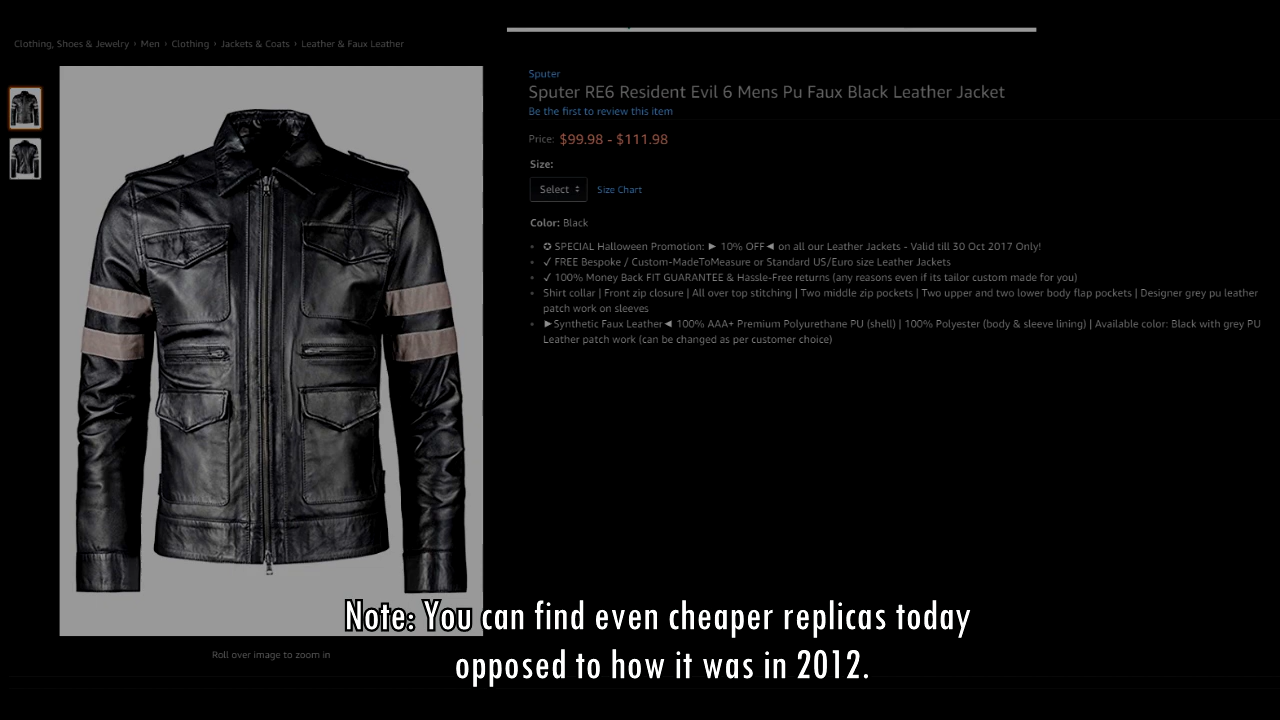 Clothing, Shoes & Jewelry › Men › Clothing › Jackets & Coats › Leather & Faux Leather
Sputer
Sputer RE6 Resident Evil 6 Mens Pu Faux Black Leather Jacket
Be the first to review this item
Price: $99.98 - $111.98
Size:
Select Size Chart
Color: Black
✪ SPECIAL Halloween Promotion: ► 10% OFF◄ on all our Leather Jackets - Valid till 30 Oct 2017 Only!
✓ FREE Bespoke / Custom-MadeToMeasure or Standard US/Euro size Leather Jackets
✓ 100% Money Back FIT GUARANTEE & Hassle-Free returns (any reasons even if its tailor custom made for you)
Shirt collar | Front zip closure | All over top stitching | Two middle zip pockets | Two upper and two lower body flap pockets | Designer grey pu leather
patch work on sleeves
►Synthetic Faux Leather◄ 100% AAA+ Premium Polyurethane PU (shell) | 100% Polyester (body & sleeve lining) | Available color: Black with grey PU
Leather patch work (can be changed as per customer choice)
Roll over image to zoom in
Note: You can find even cheaper replicas today
opposed to how it was in 2012.